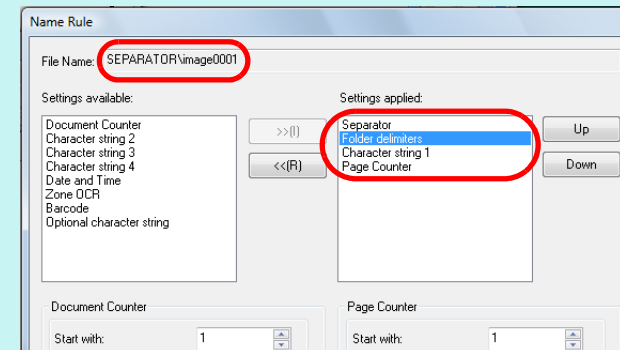 Name Rule
File Name: SEPARATOR\image0001
Settings available:
Document Counter
Character string 2
Character string 3
Character string 4
Date and Time
Zone OCR
Barcode
Optional character string
>>(I)
<<(R)
Settings applied:
Separator
Folder delimiters
Character string 1
Page Counter
Up
Down
Document Counter
Start with: 1
Page Counter
Start with: 1